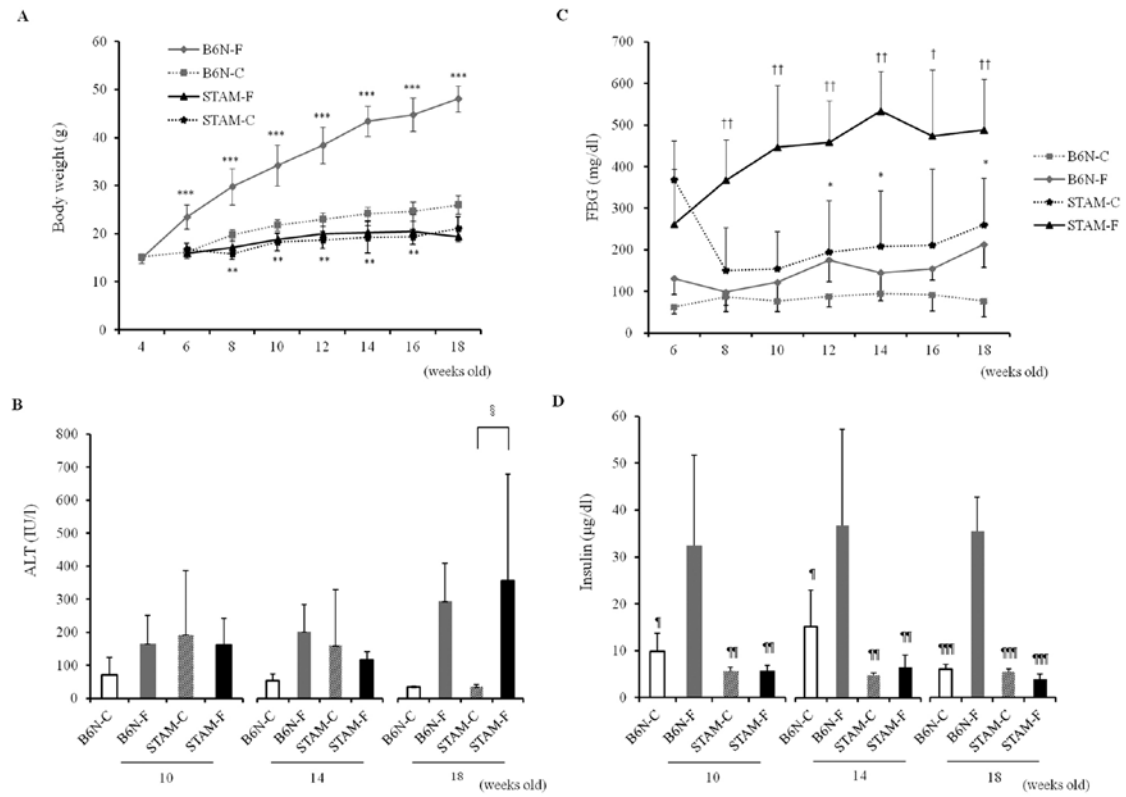 A
60
50
40
30
20
10
0
Body weight (g)
B6N-F
B6N-C
STAM-F
STAM-C
***
***
***
***
***
***
***
**
**
**
**
**
4 6 8 10 12 14 16 18
(weeks old)
C
700
600
500
400
300
200
100
0
FBG (mg/dl)
††
††
††
††
†
††
*
*
*
B6N-C
B6N-F
STAM-C
STAM-F
6 8 10 12 14 16 18
(weeks old)
B
800
700
600
500
400
300
200
100
0
ALT (IU/l)
§
B6N-C B6N-F STAM-C STAM-F B6N-C B6N-F STAM-C STAM-F B6N-C B6N-F STAM-C STAM-F
10 14 18 (weeks old)
D
60
50
40
30
20
10
0
Insulin (µg/dl)
¶ ¶¶ ¶¶ ¶ ¶¶ ¶¶ ¶¶¶ ¶¶¶ ¶¶¶
B6N-C B6N-F STAM-C STAM-F B6N-C B6N-F STAM-C STAM-F B6N-C B6N-F STAM-C STAM-F
10 14 18 (weeks old)